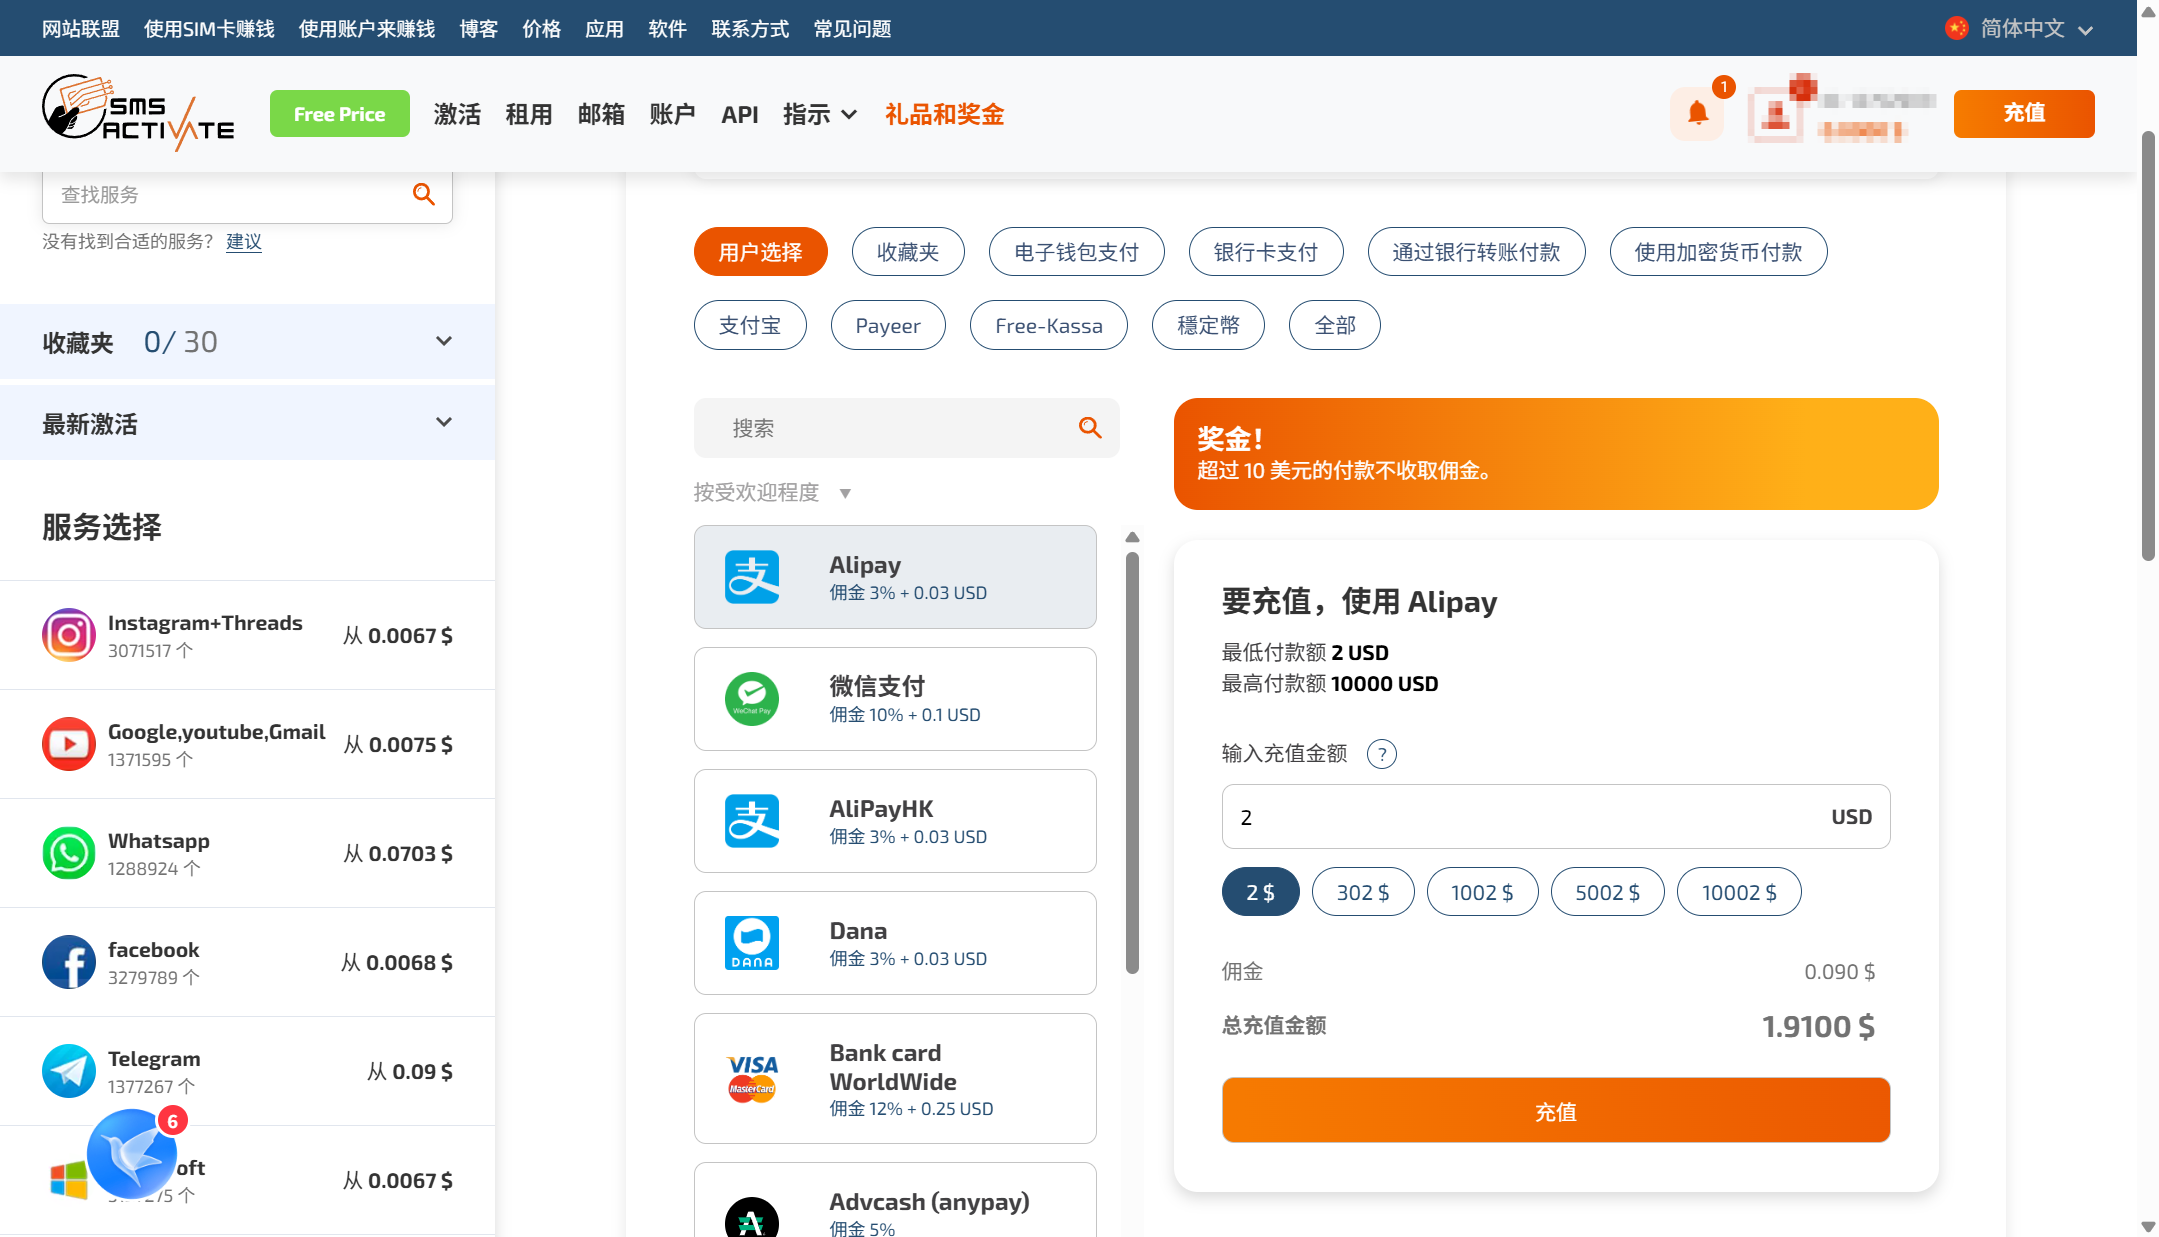 网站联盟 使用SIM卡赚钱 使用账户来赚钱 博客 价格 应用 软件 联系方式 常见问题 简体中文
SMS ACTIVATE
Free Price 激活 租用 邮箱 账户 API 指示 礼品和奖金 1 充值
查找服务
没有找到合适的服务? 建议
收藏夹 0/ 30
最新激活
服务选择
Instagram+Threads
3071517 个
从 0.0067 $
Google,youtube,Gmail
1371595 个
从 0.0075 $
Whatsapp
1288924 个
从 0.0703 $
facebook
3279789 个
从 0.0068 $
Telegram
1377267 个
从 0.09 $
6
oft
个
从 0.0067 $
用户选择 收藏夹 电子钱包支付 银行卡支付 通过银行转账付款 使用加密货币付款
支付宝 Payeer Free-Kassa 穩定幣 全部
搜索
按受欢迎程度 ▼
支
Alipay
佣金 3% + 0.03 USD
WeChat Pay
微信支付
佣金 10% + 0.1 USD
支
AliPayHK
佣金 3% + 0.03 USD
DANA
Dana
佣金 3% + 0.03 USD
VISA
MasterCard
Bank card
WorldWide
佣金 12% + 0.25 USD
Advcash (anypay)
佣金 5%
奖金!
超过 10 美元的付款不收取佣金。
要充值，使用 Alipay
最低付款额 2 USD
最高付款额 10000 USD
输入充值金额 ?
2 USD
2 $ 302 $ 1002 $ 5002 $ 10002 $
佣金 0.090 $
总充值金额 1.9100 $
充值